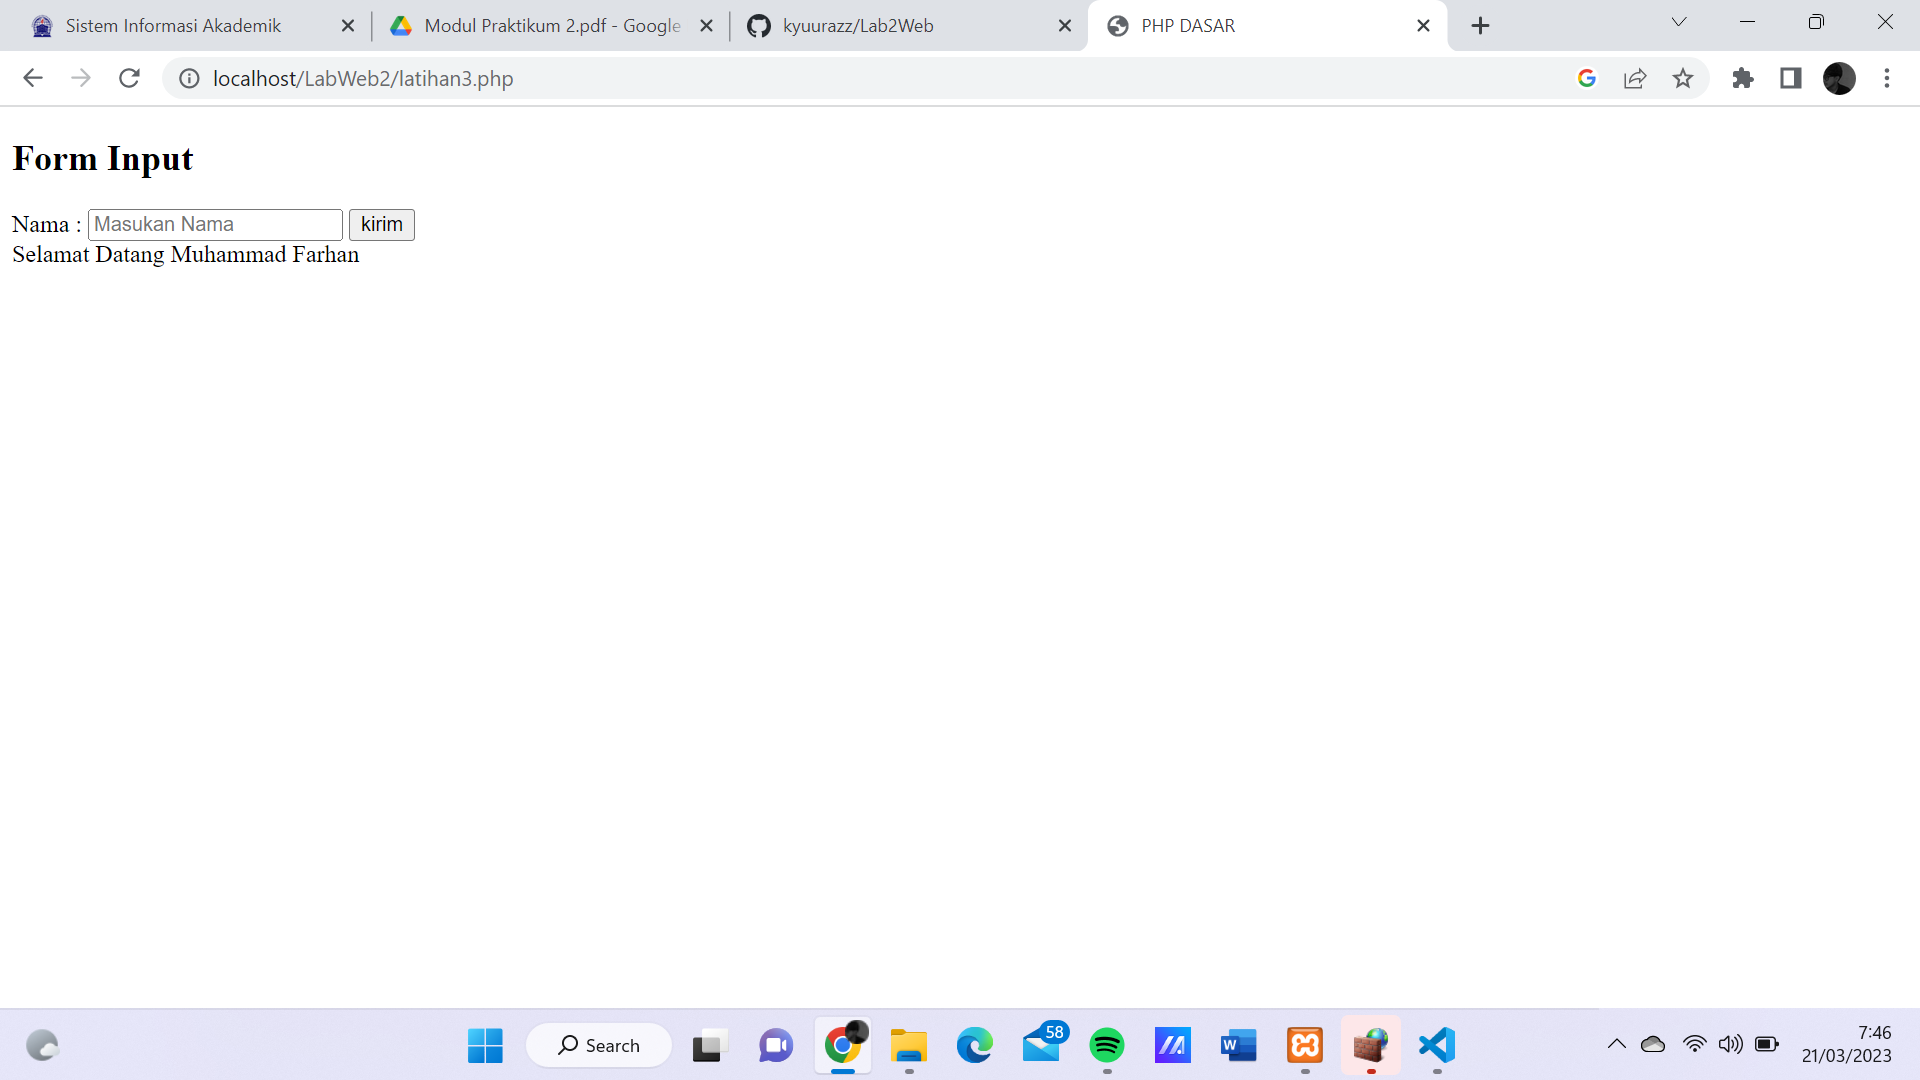 Sistem Informasi Akademik
Modul Praktikum 2.pdf - Google
kyuurazz/Lab2Web
PHP DASAR
localhost/LabWeb2/latihan3.php
Form Input
Nama : Masukan Nama kirim
Selamat Datang Muhammad Farhan
Search
58
7:46
21/03/2023